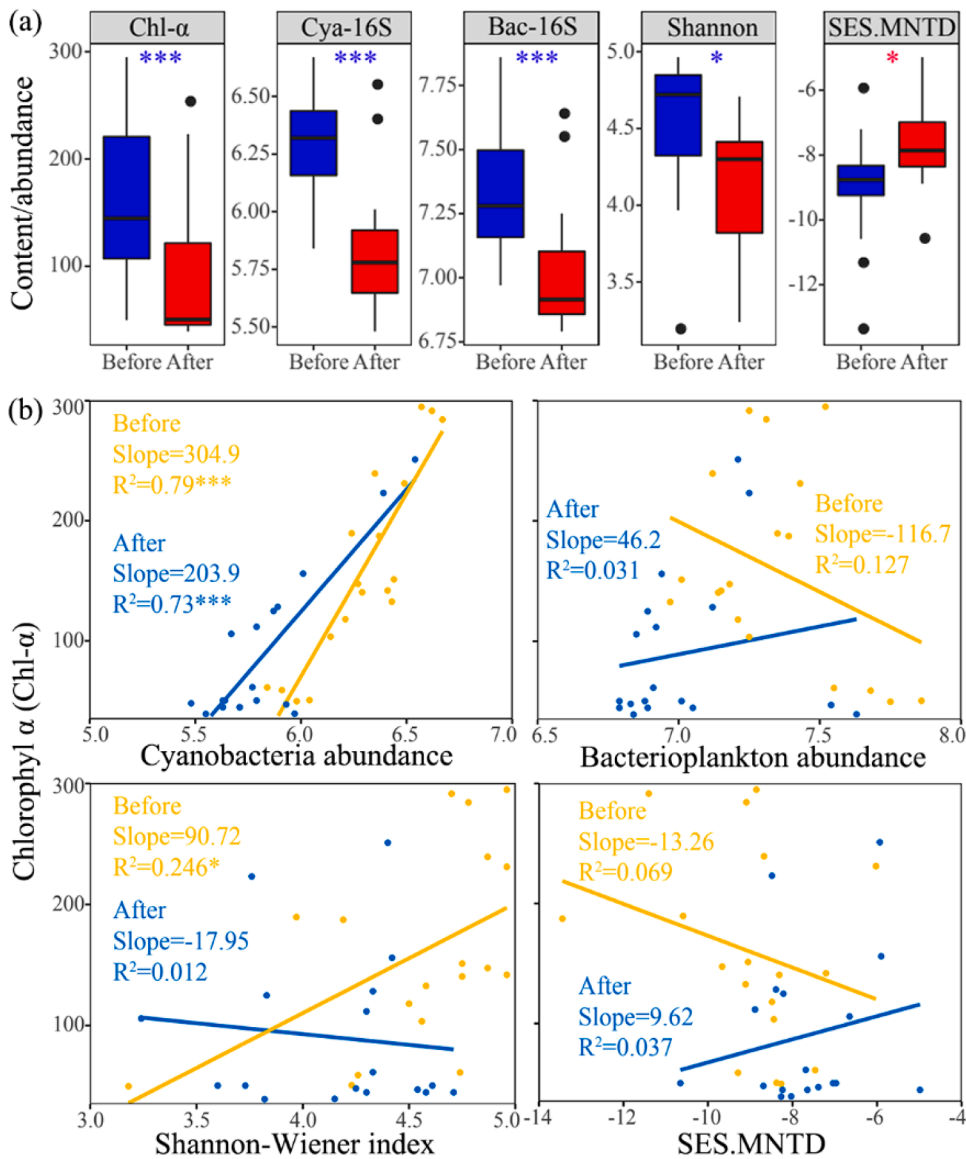 (a)
Chl-α
Cya-16S
Bac-16S
Shannon
SES.MNTD
***
***
***
*
*
Content/abundance
300
200
100
6.50
6.25
6.00
5.75
5.50
7.75
7.50
7.25
7.00
6.75
5.0
4.5
4.0
3.5
-6
-8
-10
-12
Before After
Before After
Before After
Before After
Before After
(b)
Chlorophyl α (Chl-α)
300
200
100
Before
Slope=304.9
R²=0.79***
After
Slope=203.9
R²=0.73***
5.0 5.5 6.0 6.5 7.0
Cyanobacteria abundance
After
Slope=46.2
R²=0.031
Before
Slope=-116.7
R²=0.127
6.5 7.0 7.5 8.0
Bacterioplankton abundance
300
200
100
Before
Slope=90.72
R²=0.246*
After
Slope=-17.95
R²=0.012
3.0 3.5 4.0 4.5 5.0
Shannon-Wiener index
Before
Slope=-13.26
R²=0.069
After
Slope=9.62
R²=0.037
-14 -12 -10 -8 -6 -4
SES.MNTD